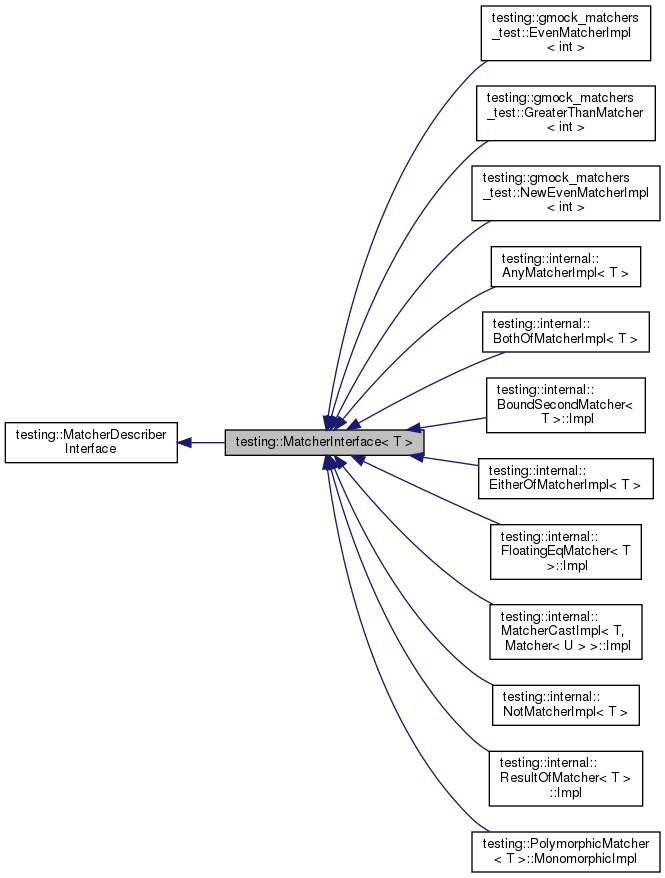 testing::gmock_matchers
_test::EvenMatcherImpl
< int >
testing::gmock_matchers
_test::GreaterThanMatcher
< int >
testing::gmock_matchers
_test::NewEvenMatcherImpl
< int >
testing::internal::
AnyMatcherImpl< T >
testing::internal::
BothOfMatcherImpl< T >
testing::internal::
BoundSecondMatcher<
T >::Impl
testing::MatcherDescriber
Interface
testing::MatcherInterface< T >
testing::internal::
EitherOfMatcherImpl< T >
testing::internal::
FloatingEqMatcher< T
>::Impl
testing::internal::
MatcherCastImpl< T,
Matcher< U > >::Impl
testing::internal::
NotMatcherImpl< T >
testing::internal::
ResultOfMatcher< T >
::Impl
testing::PolymorphicMatcher
< T >::MonomorphicImpl